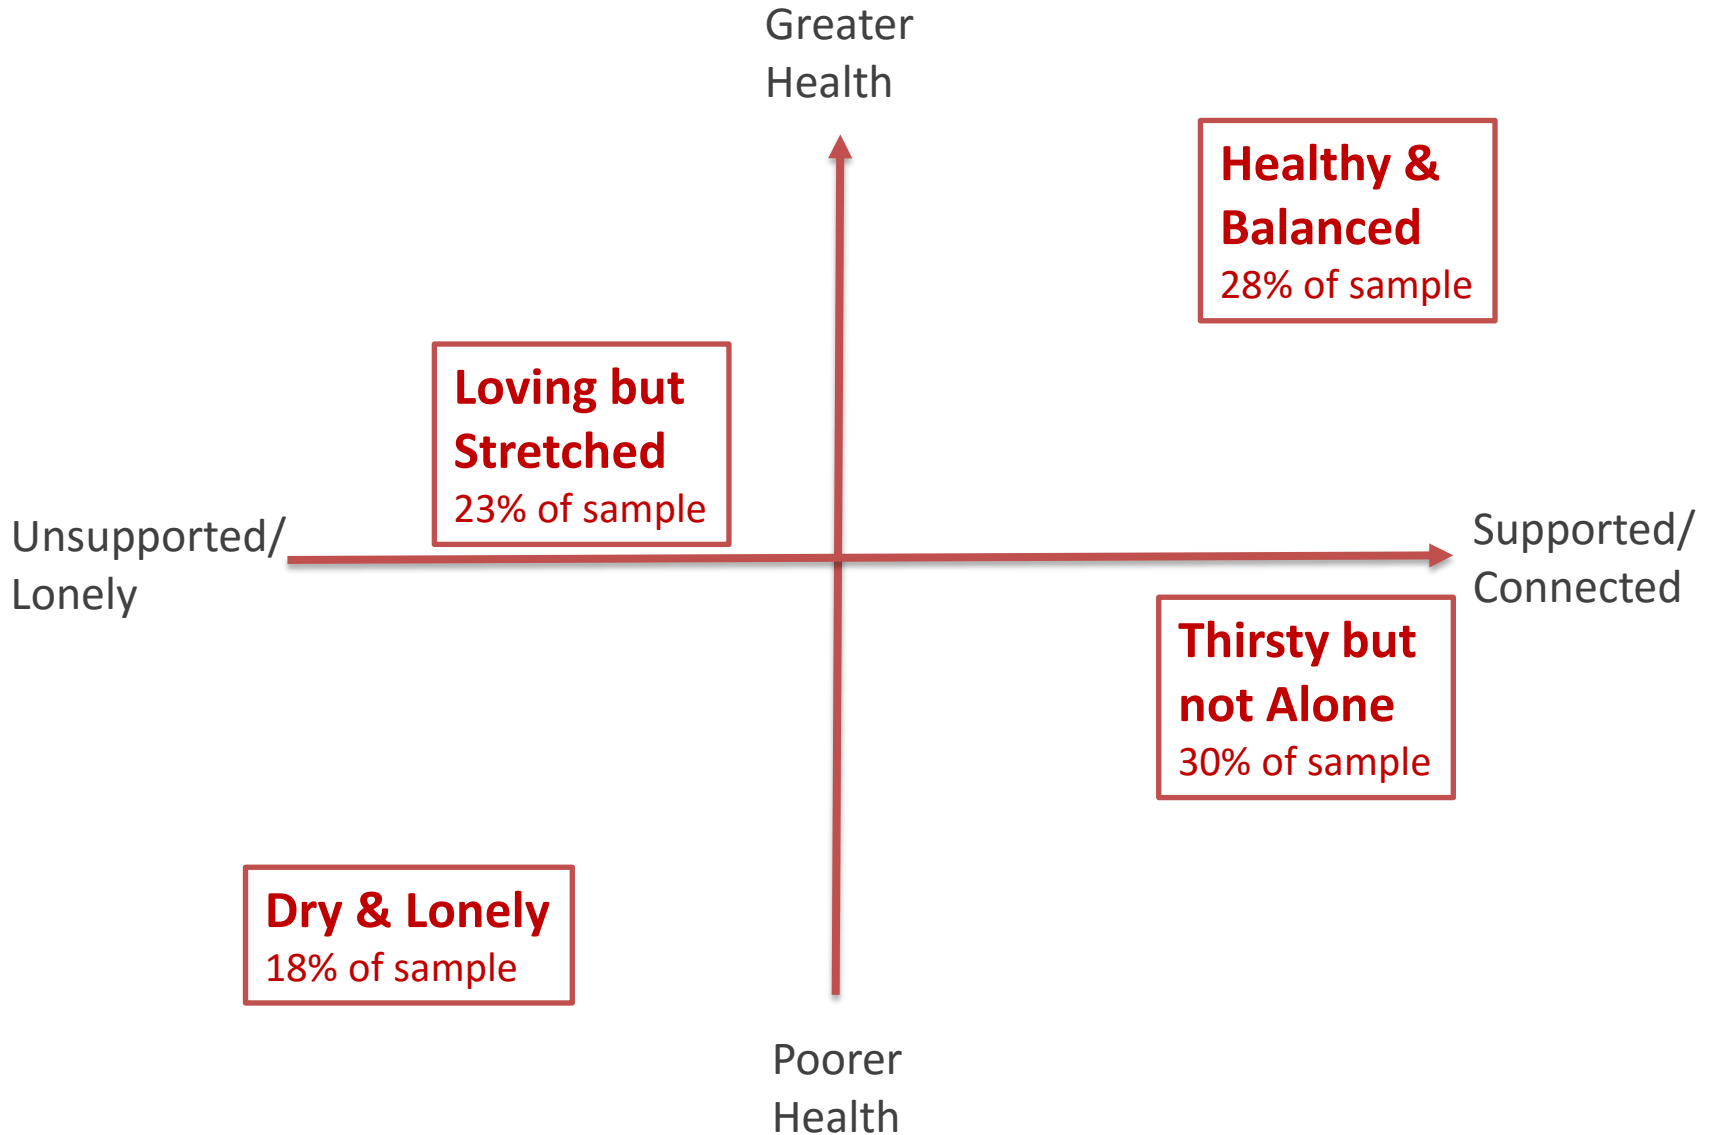 Greater
Health
Healthy &
Balanced
28% of sample
Loving but
Stretched
23% of sample
Unsupported/
Lonely
Supported/
Connected
Thirsty but
not Alone
30% of sample
Dry & Lonely
18% of sample
Poorer
Health